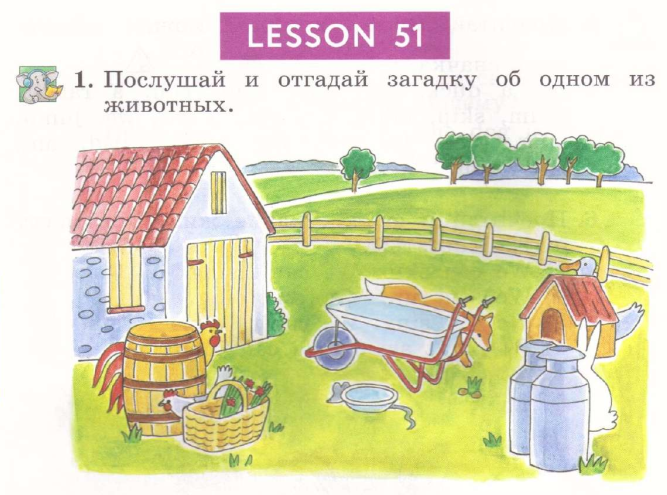 LESSON 51
1. Послушай и отгадай загадку об одном из
животных.